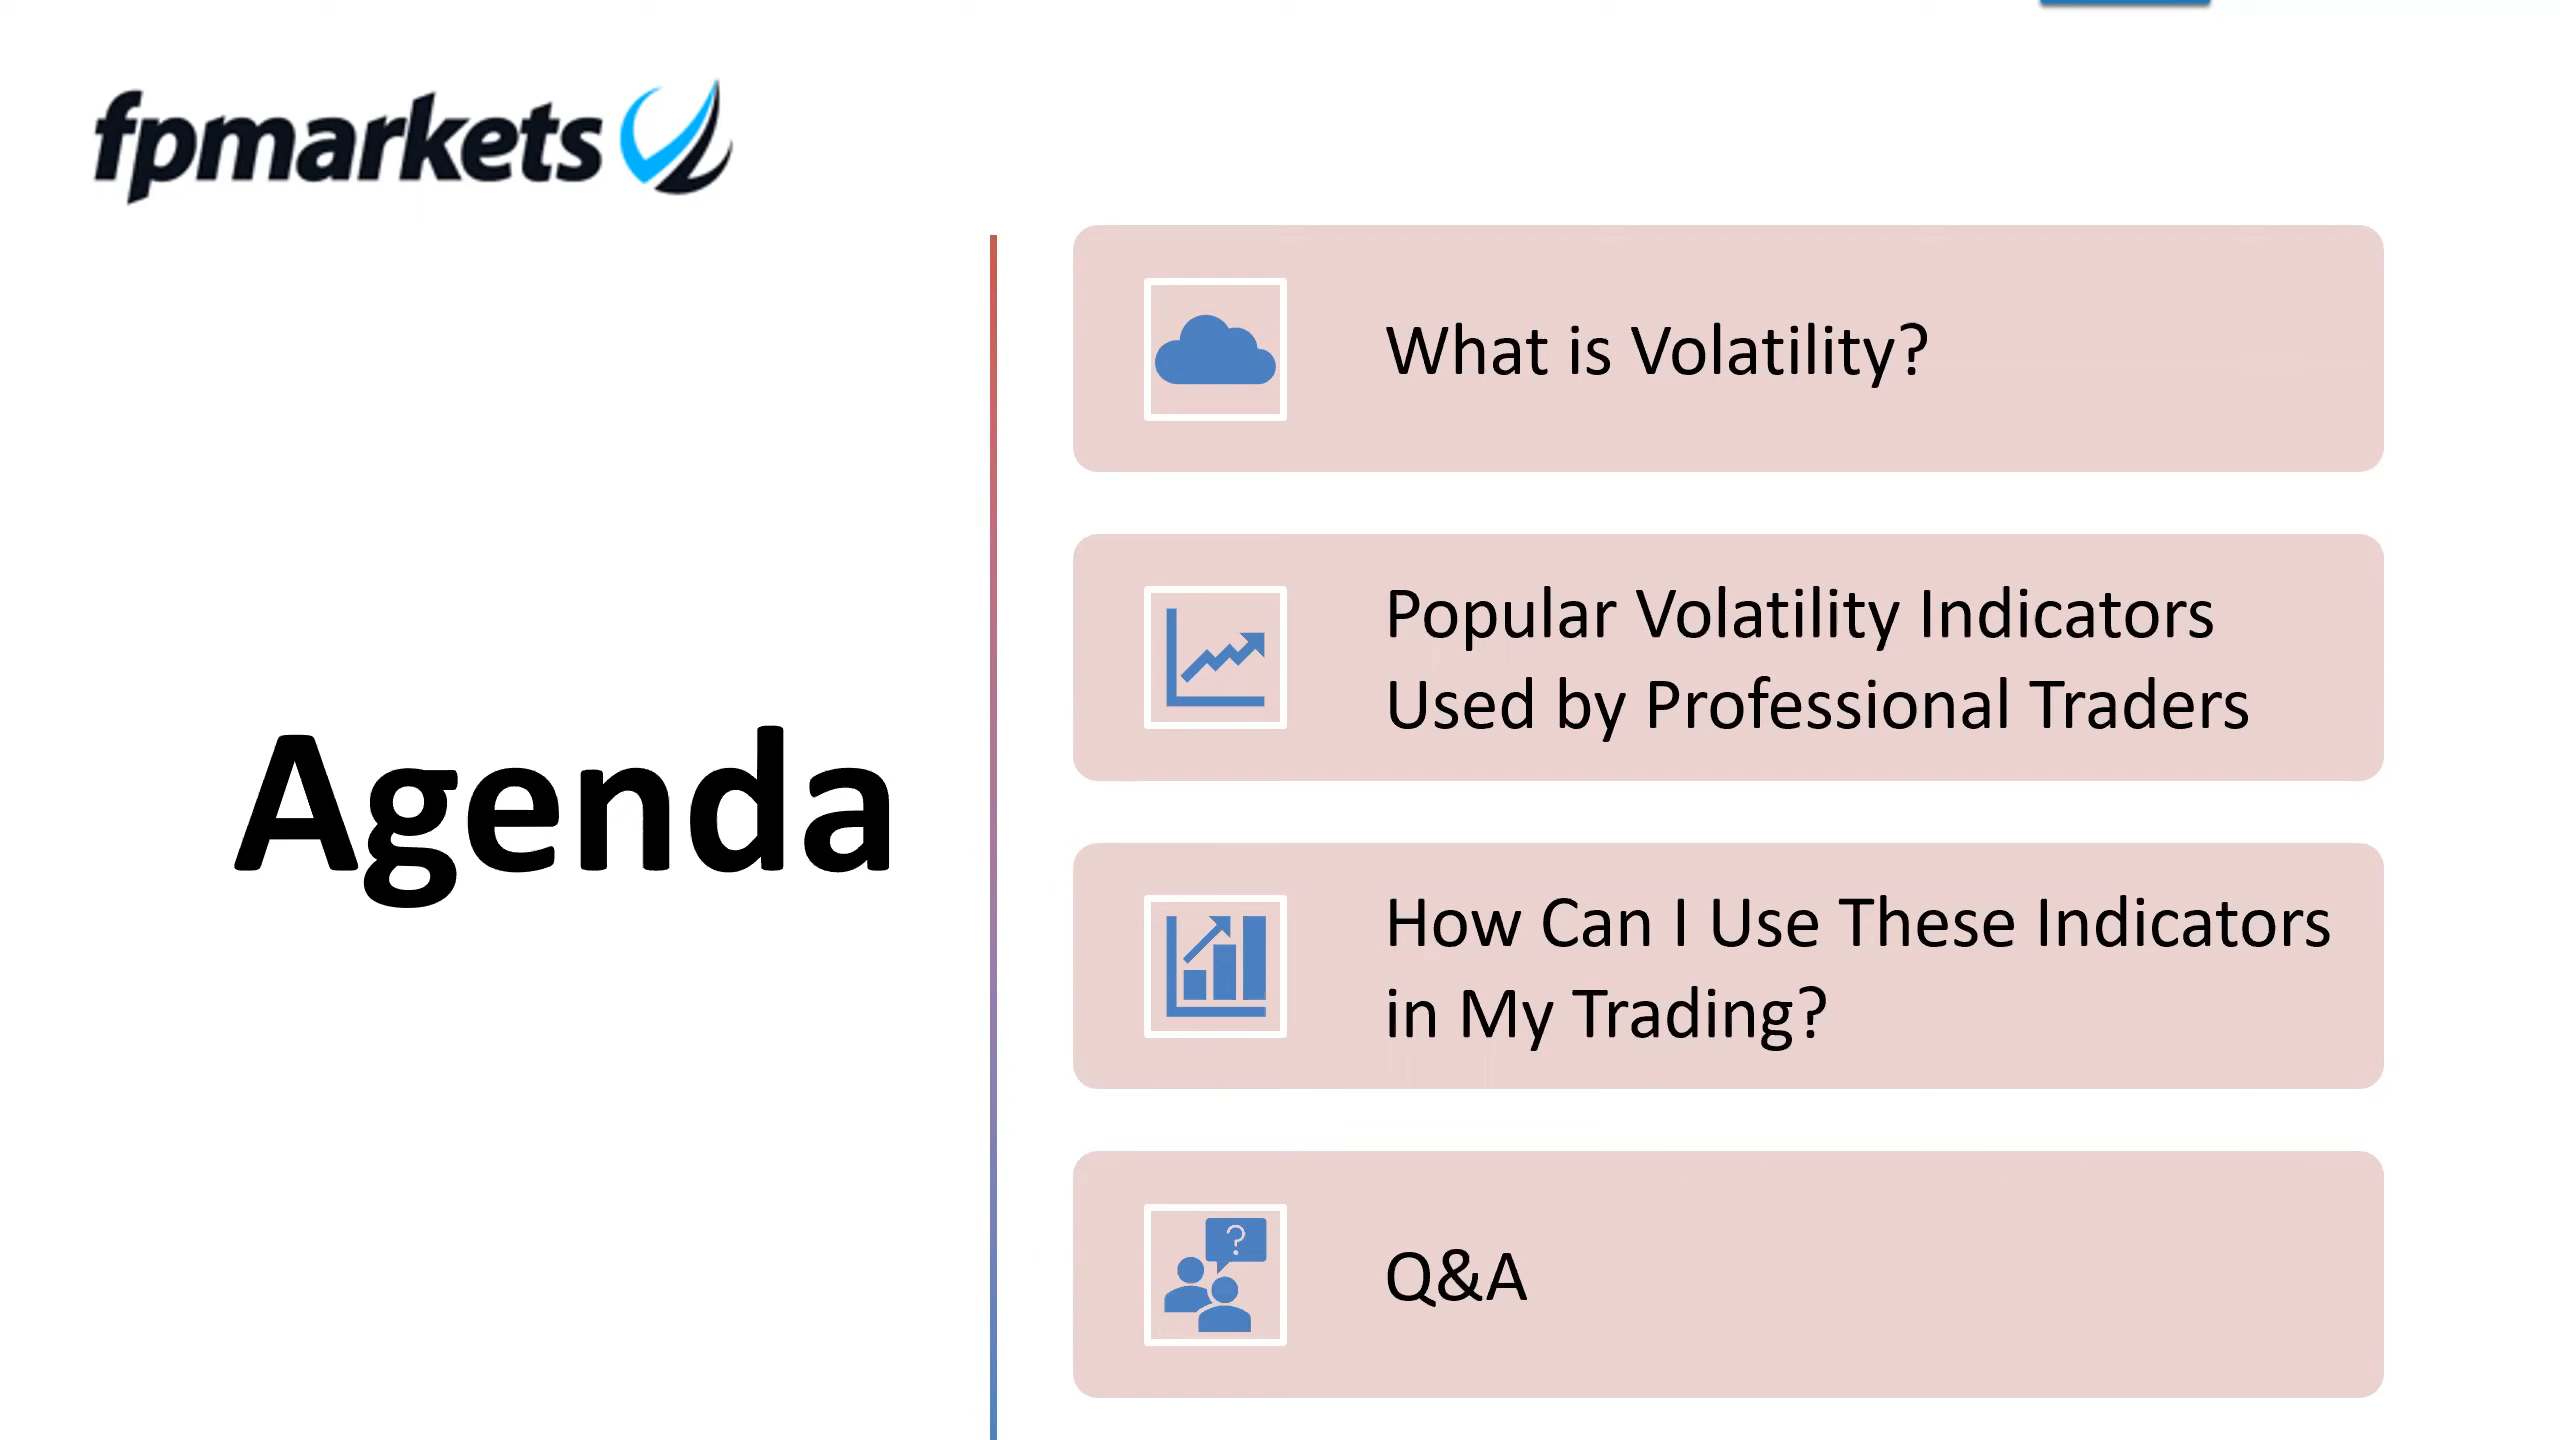 fpmarkets
Agenda
What is Volatility?
Popular Volatility Indicators
Used by Professional Traders
How Can I Use These Indicators
in My Trading?
?
Q&A